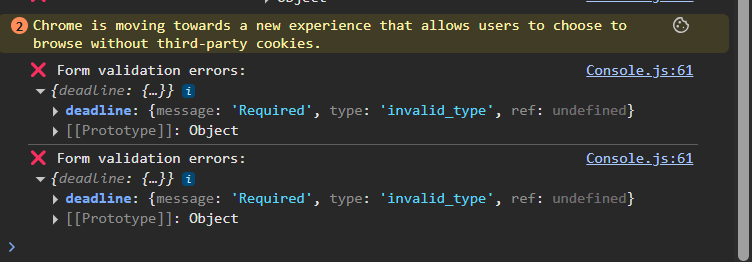 Object
2 Chrome is moving towards a new experience that allows users to choose to
browse without third-party cookies.
❌ Form validation errors: Console.js:61
▼ {deadline: {…}} i
▶ deadline: {message: 'Required', type: 'invalid_type', ref: undefined}
▶ [[Prototype]]: Object
❌ Form validation errors: Console.js:61
▼ {deadline: {…}} i
▶ deadline: {message: 'Required', type: 'invalid_type', ref: undefined}
▶ [[Prototype]]: Object
>